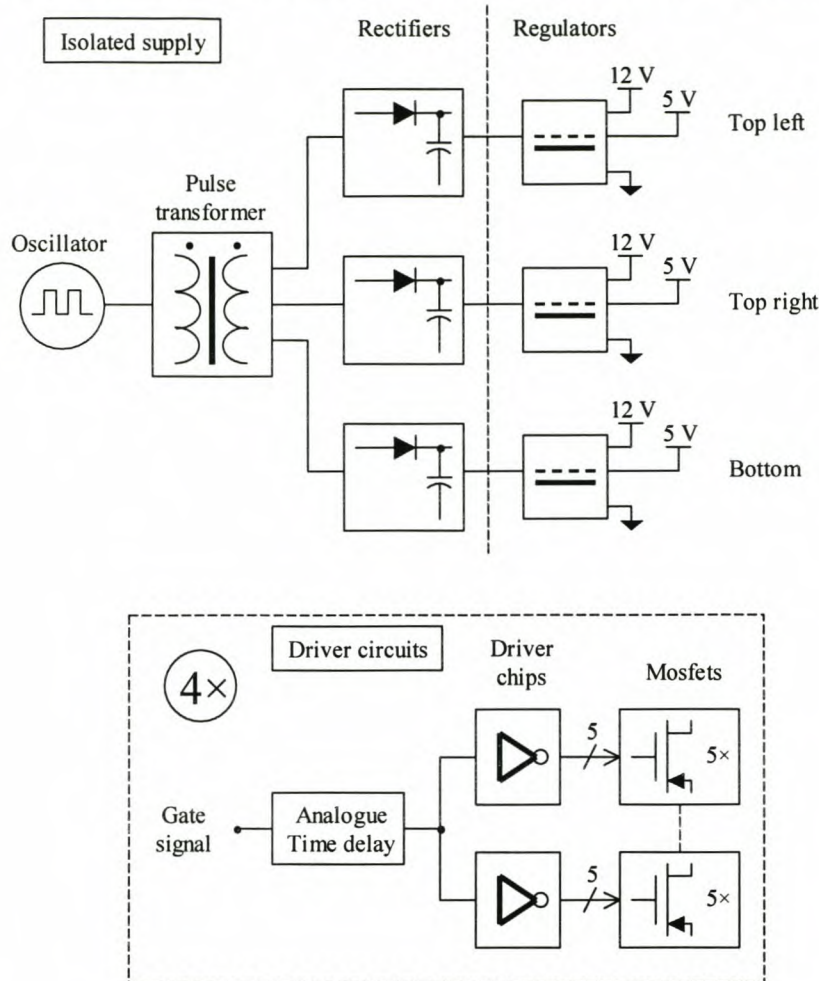 Isolated supply
Rectifiers
Regulators
12 V
5 V
Top left
Pulse
transformer
Oscillator
12 V
5 V
Top right
12 V
5 V
Bottom
Driver circuits
4×
Driver
chips
Mosfets
5
5×
Gate
signal
Analogue
Time delay
5
5×